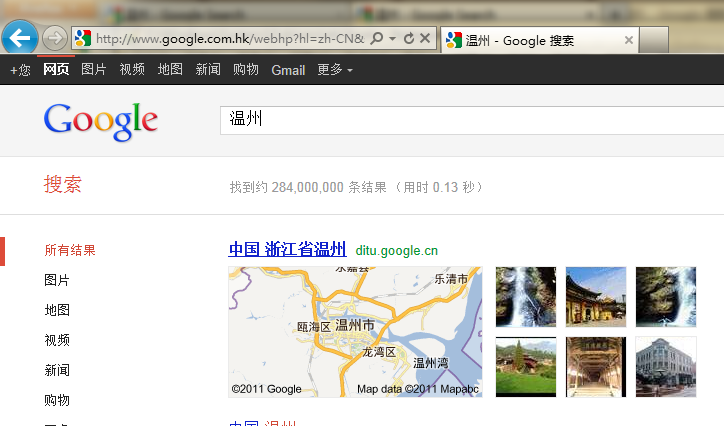 http://www.google.com.hk/webhp?hl=zh-CN&
温州 - Google 搜索
+您 网页 图片 视频 地图 新闻 购物 Gmail 更多
Google
温州
搜索
找到约 284,000,000 条结果 （用时 0.13 秒）
所有结果
图片
地图
视频
新闻
购物
中国 浙江省温州 ditu.google.cn
永嘉县
乐清市
瓯海区
温州市
龙湾区
温州湾
©2011 Google
Map data ©2011 Mapabc